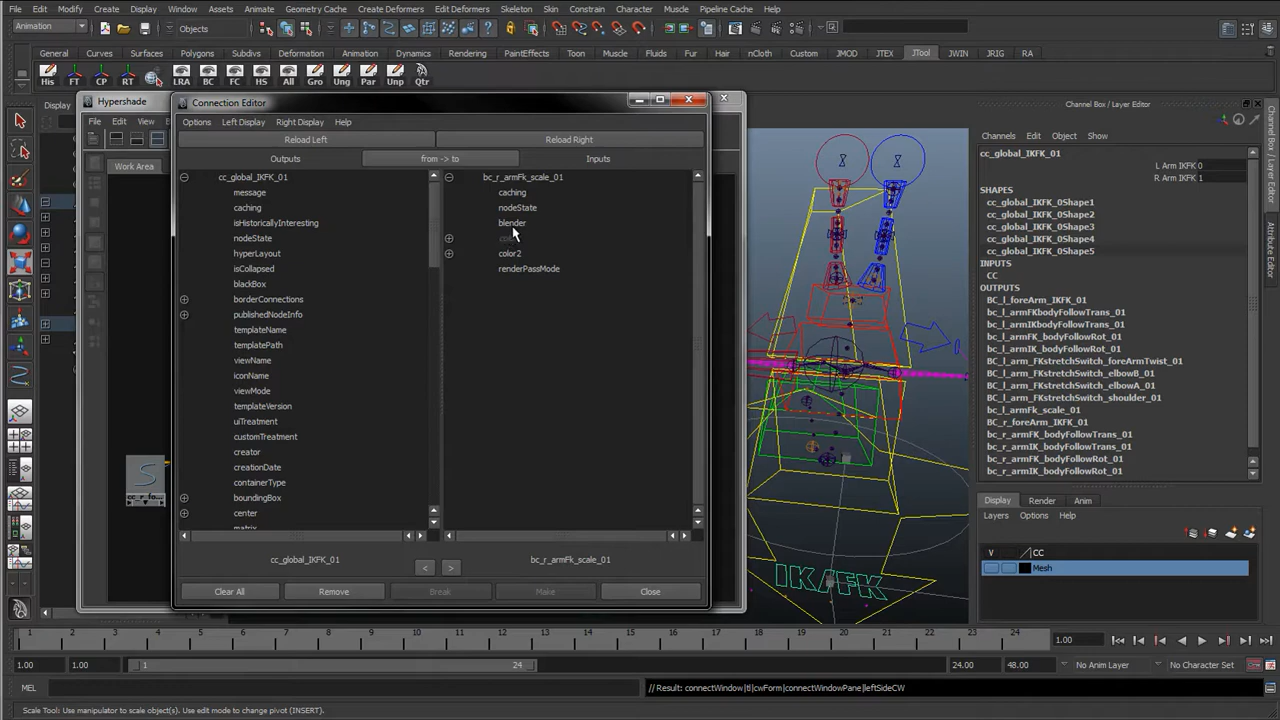 File Edit Modify Create Display Window Assets Animate Geometry Cache Create Deformers Edit Deformers Skeleton Skin Constrain Character Muscle Pipeline Cache Help
Animation Objects
General Curves Surfaces Polygons Subdivs Deformation Animation Dynamics Rendering PaintEffects Toon Muscle Fluids Fur Hair nCloth Custom JMOD JTEX JTool JWIN JRIG RA
His FT CP RT LRA BC FC HS All Gro Ung Par Unp Qtr
Display
Hypershade
File Edit View
Work Area
Connection Editor
Options Left Display Right Display Help
Reload Left Reload Right
Outputs from -> to Inputs
cc_global_IKFK_01
message
caching
isHistoricallyInteresting
nodeState
hyperLayout
isCollapsed
blackBox
borderConnections
publishedNodeInfo
templateName
templatePath
viewName
iconName
viewMode
templateVersion
uiTreatment
customTreatment
creator
creationDate
containerType
boundingBox
center
matrix
bc_r_armFk_scale_01
caching
nodeState
blender
color2
renderPassMode
cc_global_IKFK_01 < > bc_r_armFk_scale_01
Clear All Remove Break Make Close
IK/FK
Channel Box / Layer Editor
Channels Edit Object Show
cc_global_IKFK_01
L Arm IKFK 0
R Arm IKFK 1
SHAPES
cc_global_IKFK_0Shape1
cc_global_IKFK_0Shape2
cc_global_IKFK_0Shape3
cc_global_IKFK_0Shape4
cc_global_IKFK_0Shape5
INPUTS
CC
OUTPUTS
BC_l_foreArm_IKFK_01
BC_l_armFKbodyFollowTrans_01
BC_l_armIKbodyFollowTrans_01
BC_l_armFK_bodyFollowRot_01
BC_l_armIK_bodyFollowRot_01
BC_l_arm_FKstretchSwitch_foreArmTwist_01
BC_l_arm_FKstretchSwitch_elbowB_01
BC_l_arm_FKstretchSwitch_elbowA_01
BC_l_arm_FKstretchSwitch_shoulder_01
bc_l_armFk_scale_01
BC_r_foreArm_IKFK_01
bc_r_armFK_bodyFollowTrans_01
bc_r_armIK_bodyFollowTrans_01
bc_r_armFK_bodyFollowRot_01
bc_r_armIK_bodyFollowRot_01
Display Render Anim
Layers Options Help
V CC
Mesh
Channel Box / Layer Editor
Attribute Editor
1 2 3 4 5 6 7 8 9 10 11 12 13 14 15 16 17 18 19 20 21 22 23 24 1.00
1.00 1.00 1 24 24.00 48.00 No Anim Layer No Character Set
MEL // Result: connectWindow|tl|cwForm|connectWindowPane|leftSideCW
Scale Tool: Use manipulator to scale object(s). Use edit mode to change pivot (INSERT).